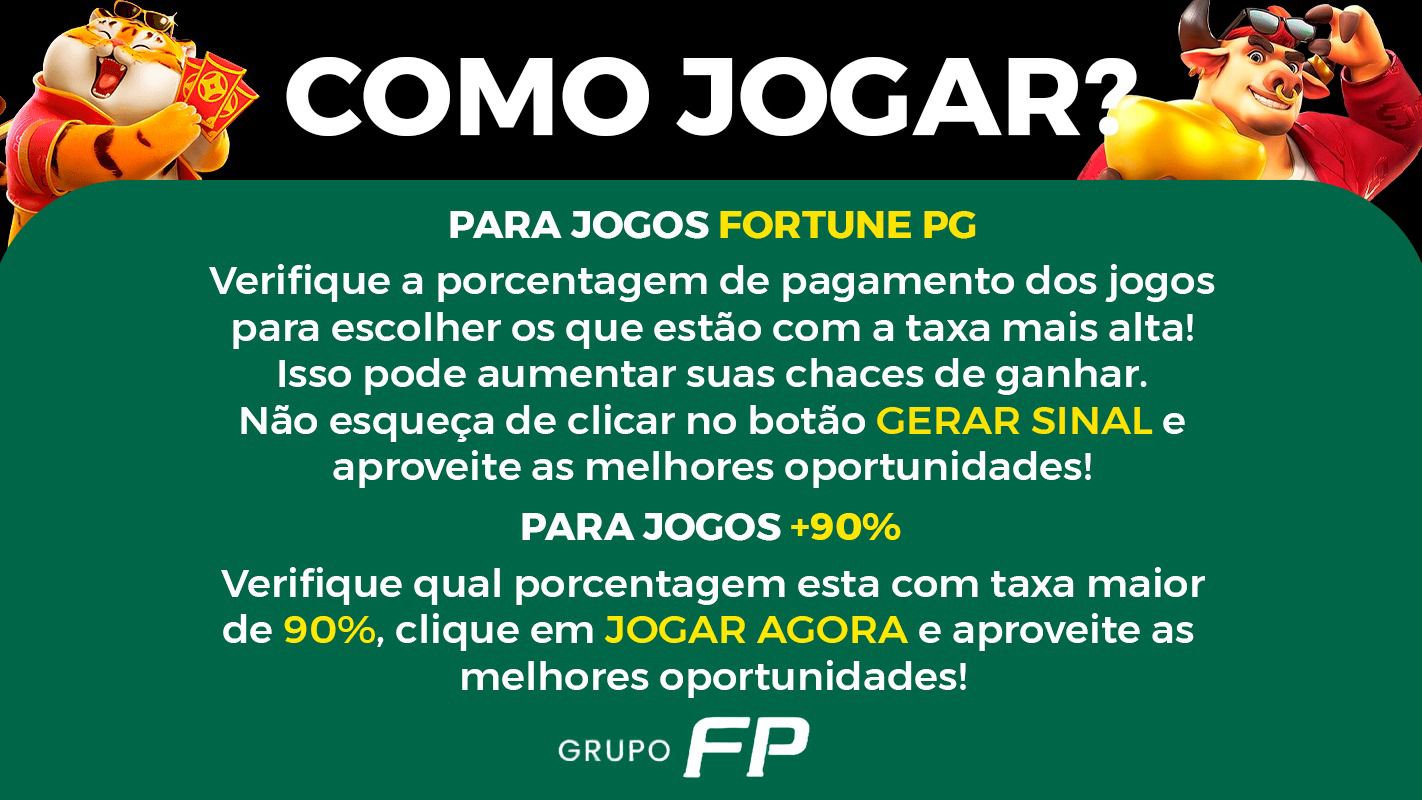 COMO JOGAR?
PARA JOGOS FORTUNE PG
Verifique a porcentagem de pagamento dos jogos
para escolher os que estão com a taxa mais alta!
Isso pode aumentar suas chaces de ganhar.
Não esqueça de clicar no botão GERAR SINAL e
aproveite as melhores oportunidades!
PARA JOGOS +90%
Verifique qual porcentagem esta com taxa maior
de 90%, clique em JOGAR AGORA e aproveite as
melhores oportunidades!
GRUPO FP